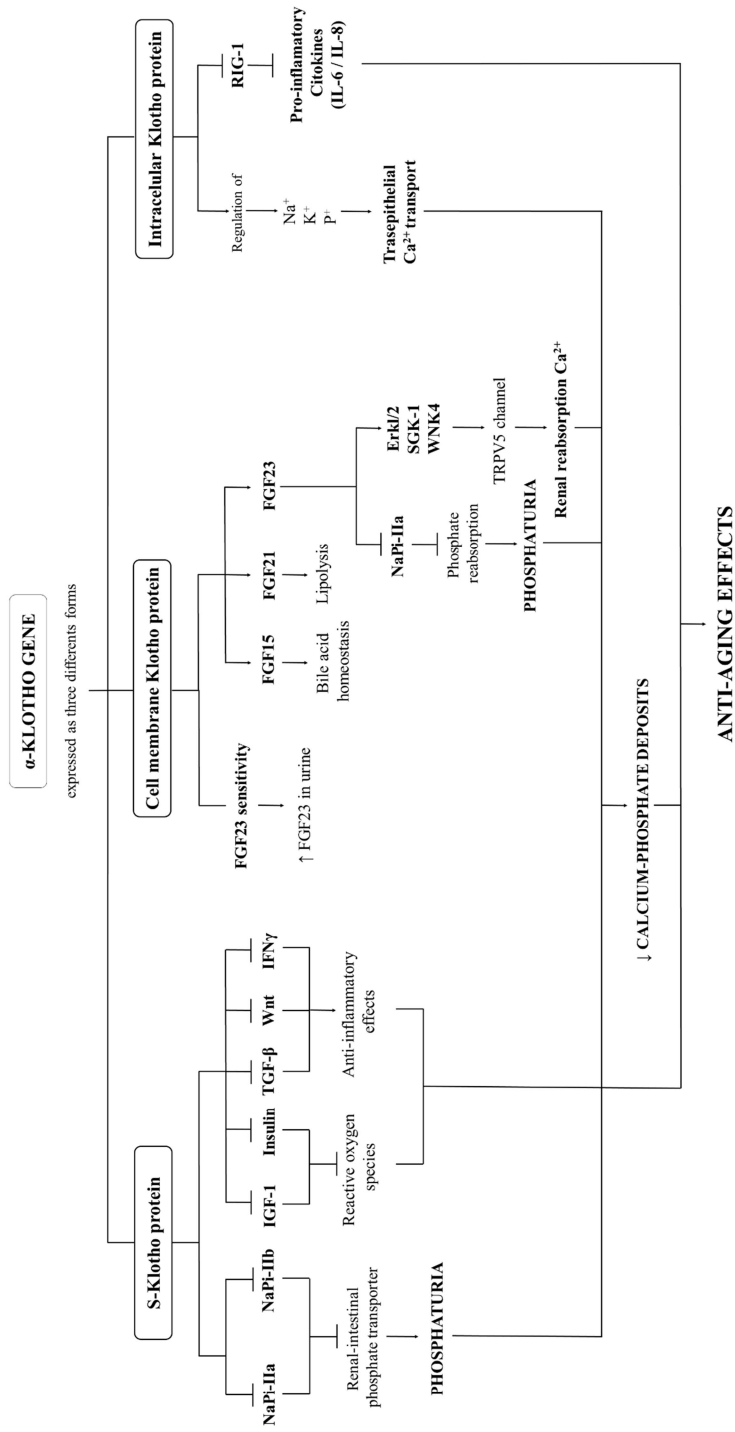 α-KLOTHO GENE
expressed as three differents forms
S-Klotho protein
Cell membrane Klotho protein
Intracelular Klotho protein
NaPi-IIa
NaPi-IIb
IGF-1
Insulin
TGF-β
Wnt
IFNγ
Renal-intestinal
phosphate transporter
PHOSPHATURIA
Reactive oxygen
species
Anti-inflammatory
effects
FGF23 sensitivity
↑ FGF23 in urine
FGF15
Bile acid
homeostasis
FGF21
Lipolysis
FGF23
NaPi-IIa
Phosphate
reabsorption
PHOSPHATURIA
Erkl/2
SGK-1
WNK4
TRPV5 channel
Renal reabsorption Ca²⁺
Regulation of
Na⁺
K⁺
P⁺
Trasepithelial
Ca²⁺ transport
RIG-1
Pro-inflamatory
Citokines
(IL-6 / IL-8)
↓ CALCIUM-PHOSPHATE DEPOSITS
ANTI-AGING EFFECTS